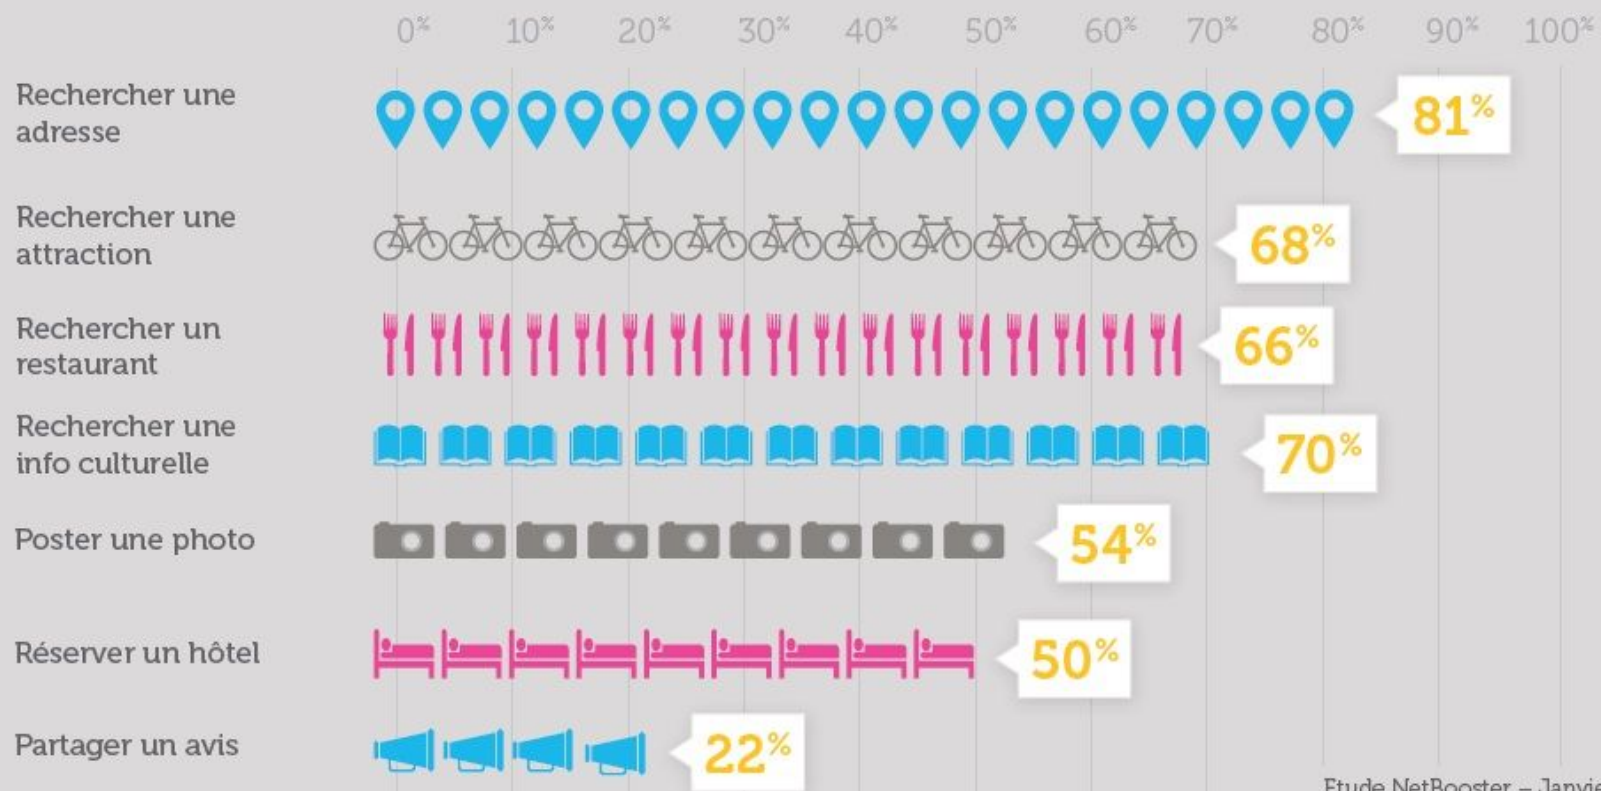 0% 10% 20% 30% 40% 50% 60% 70% 80% 90% 100%
Rechercher une
adresse
81%
Rechercher une
attraction
68%
Rechercher un
restaurant
66%
Rechercher une
info culturelle
70%
Poster une photo
54%
Réserver un hôtel
50%
Partager un avis
22%
Etude NetBooster – Janvie